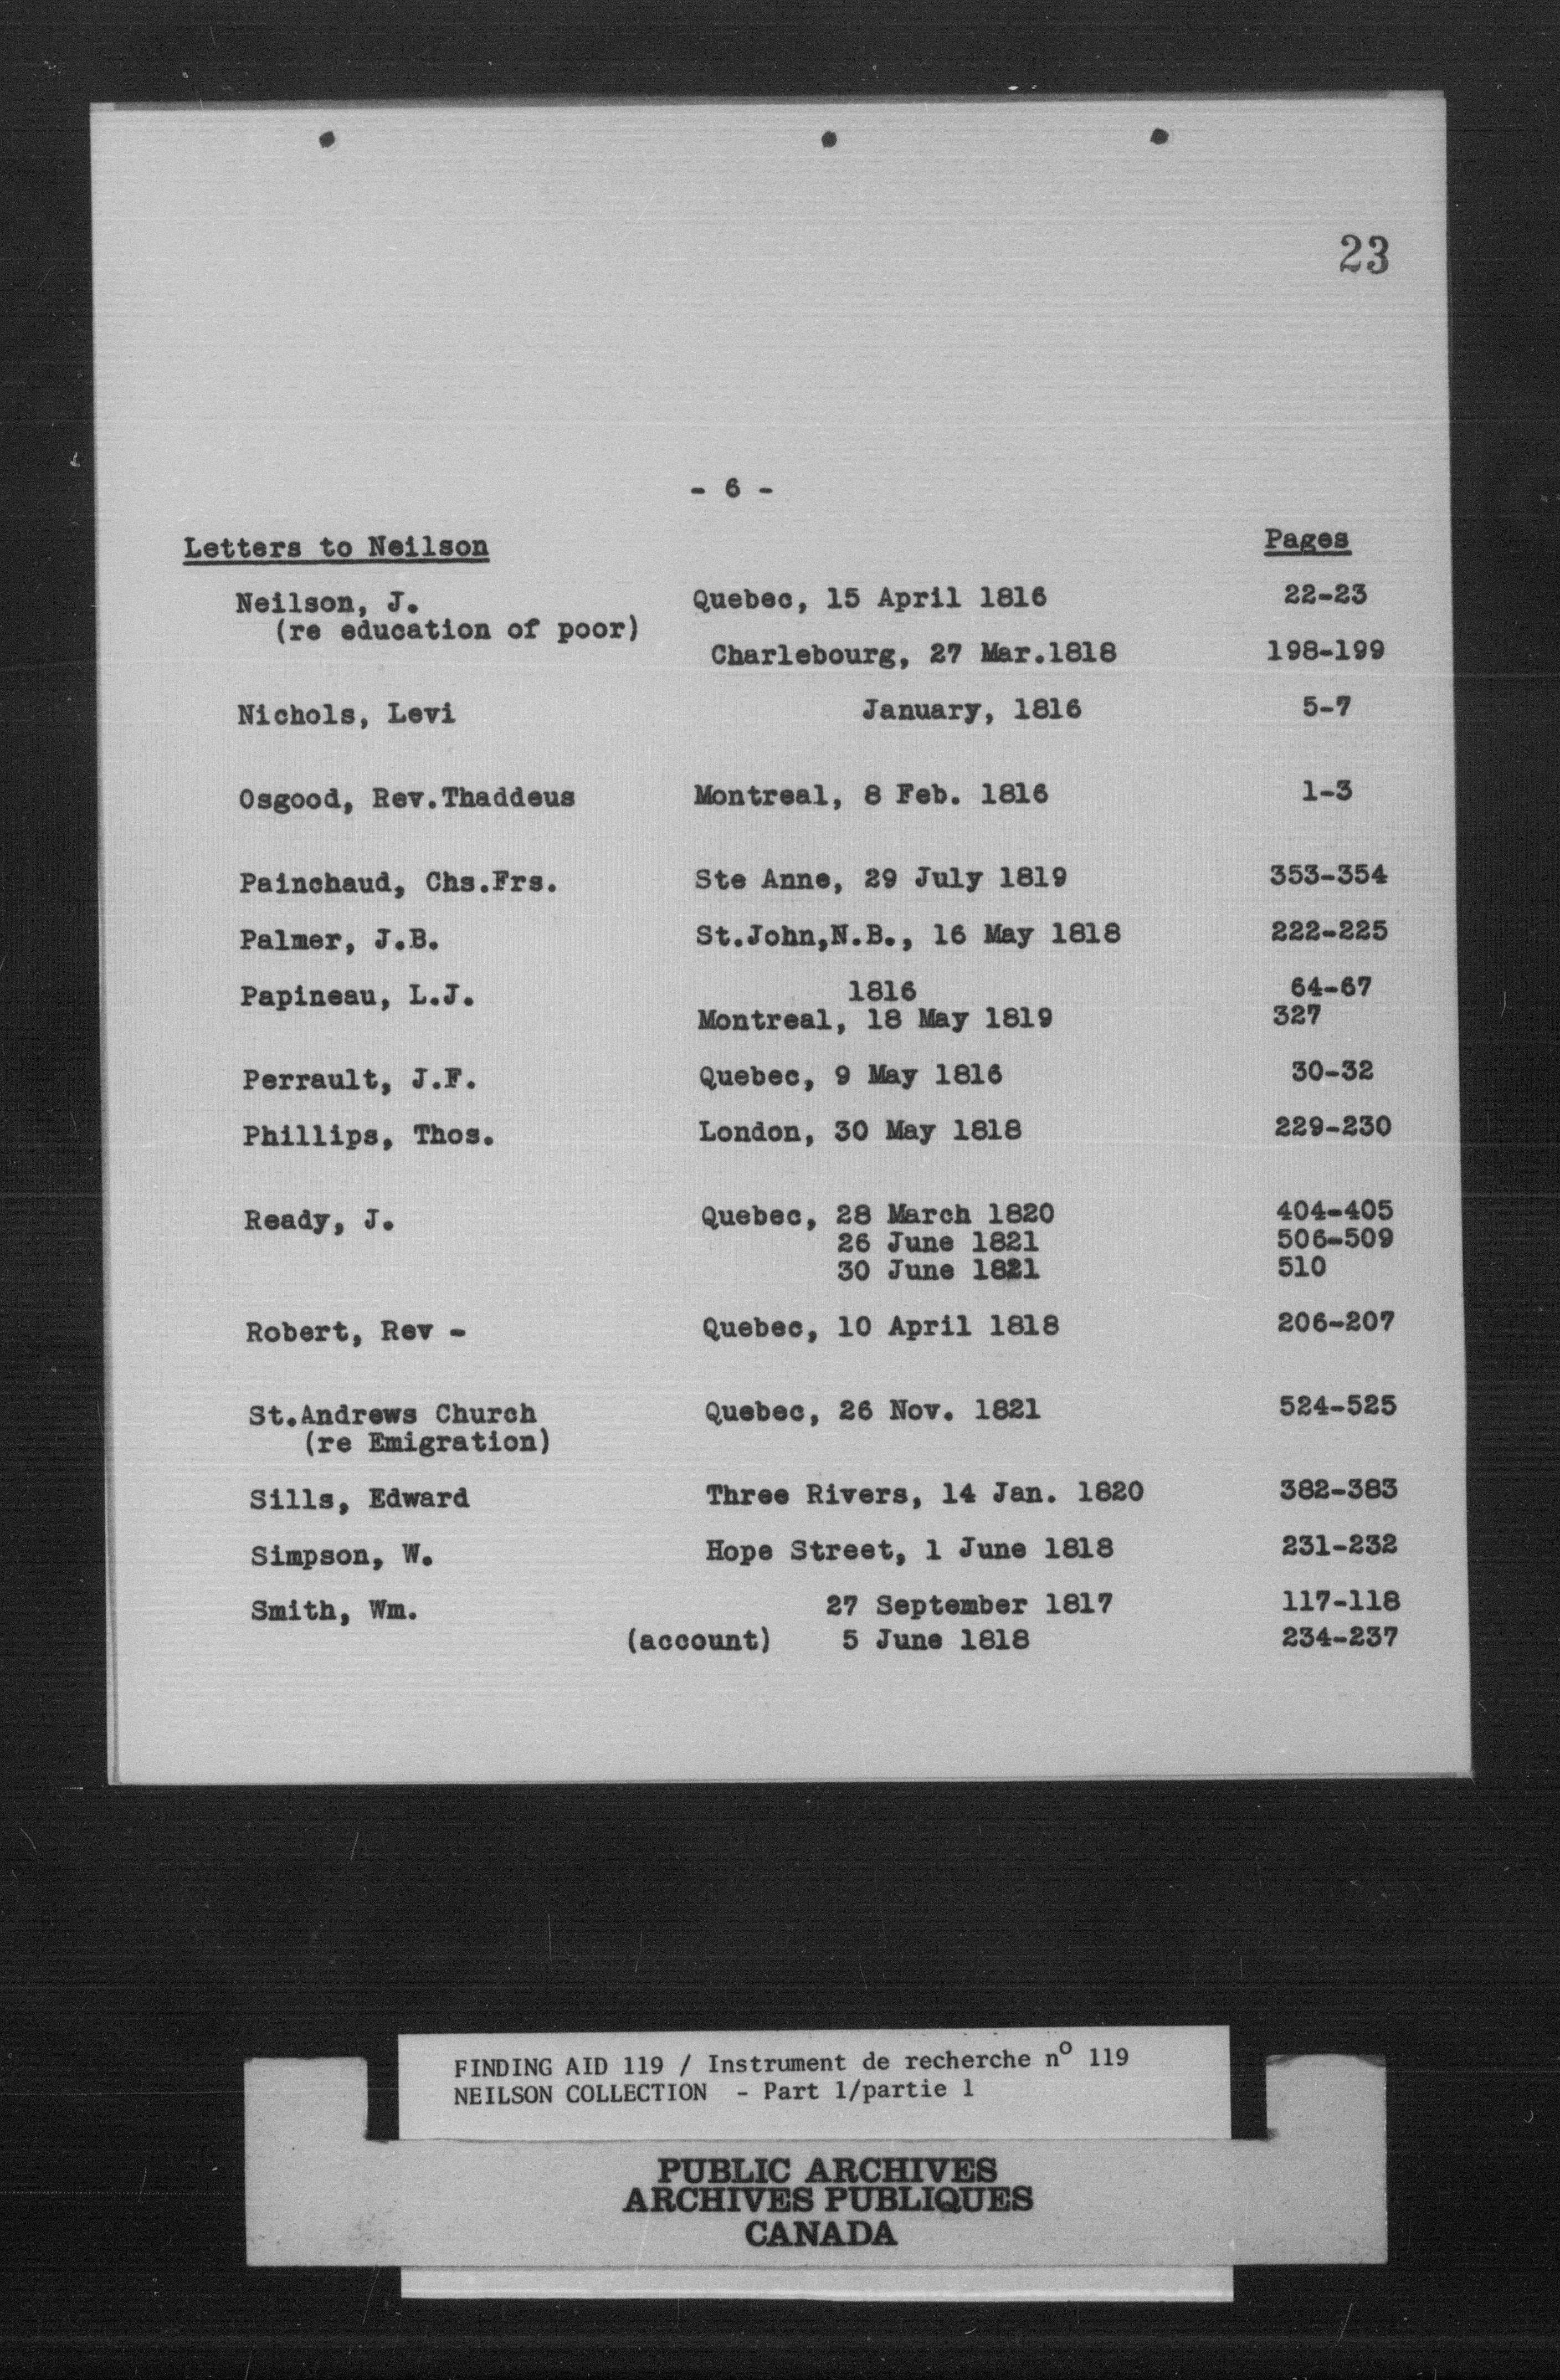 23
- 6 -
Letters to Neilson Pages
Neilson, J. Quebec, 15 April 1816 22-23
(re education of poor)
Charlebourg, 27 Mar.1818 198-199
Nichols, Levi January, 1816 5-7
Osgood, Rev.Thaddeus Montreal, 8 Feb. 1816 1-3
Painchaud, Chs.Frs. Ste Anne, 29 July 1819 353-354
Palmer, J.B. St.John,N.B., 16 May 1818 222-225
Papineau, L.J. 1816 64-67
Montreal, 18 May 1819 327
Perrault, J.F. Quebec, 9 May 1816 30-32
Phillips, Thos. London, 30 May 1818 229-230
Ready, J. Quebec, 28 March 1820 404-405
26 June 1821 506-509
30 June 1821 510
Robert, Rev - Quebec, 10 April 1818 206-207
St.Andrews Church Quebec, 26 Nov. 1821 524-525
(re Emigration)
Sills, Edward Three Rivers, 14 Jan. 1820 382-383
Simpson, W. Hope Street, 1 June 1818 231-232
Smith, Wm. 27 September 1817 117-118
(account) 5 June 1818 234-237
FINDING AID 119 / Instrument de recherche nº 119
NEILSON COLLECTION - Part 1/partie 1
PUBLIC ARCHIVES
ARCHIVES PUBLIQUES
CANADA